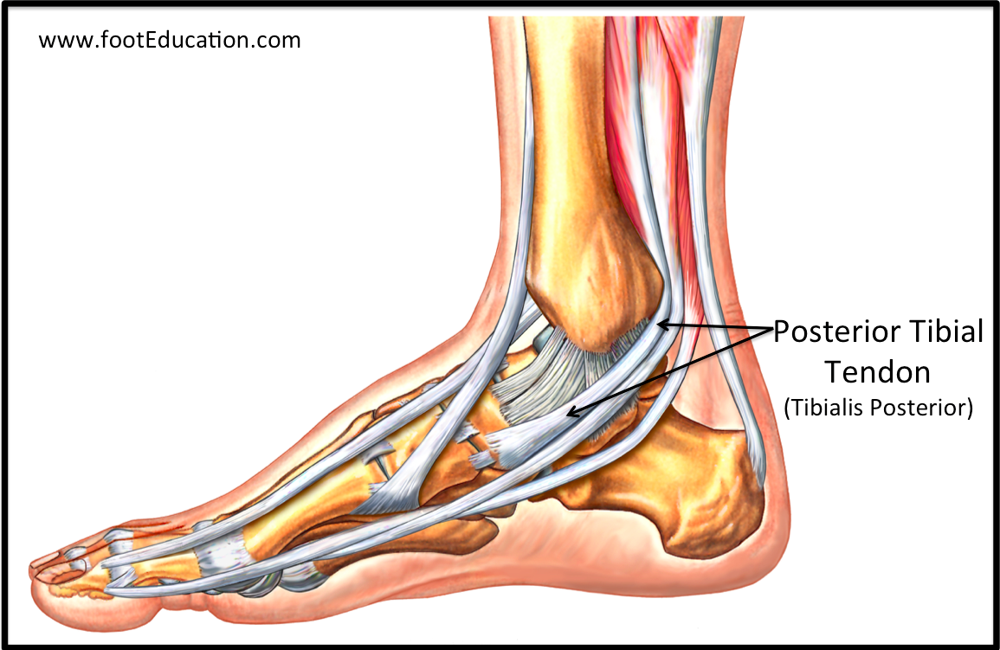 www.footEducation.com
Posterior Tibial
Tendon
(Tibialis Posterior)